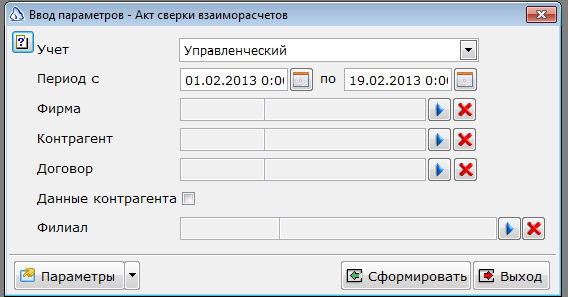 Ввод параметров - Акт сверки взаиморасчетов
Учет Управленческий
Период с 01.02.2013 0:0 по 19.02.2013 0:0
Фирма
Контрагент
Договор
Данные контрагента
Филиал
Параметры Сформировать Выход